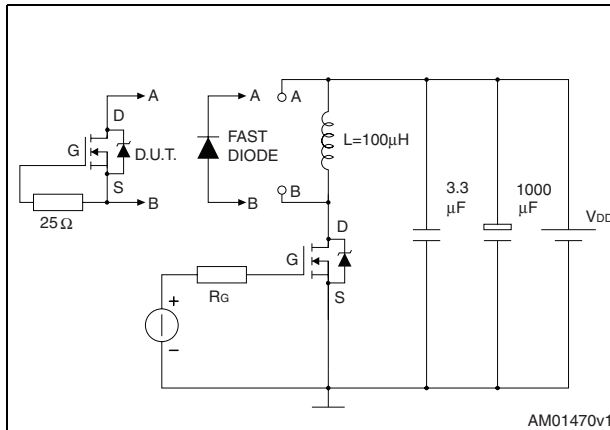 A
A
A
D
FAST
DIODE
L=100µH
G
D.U.T.
S
B
B
B
3.3
µF
1000
µF
25Ω
D
VDD
G
RG
S
+
–
AM01470v1